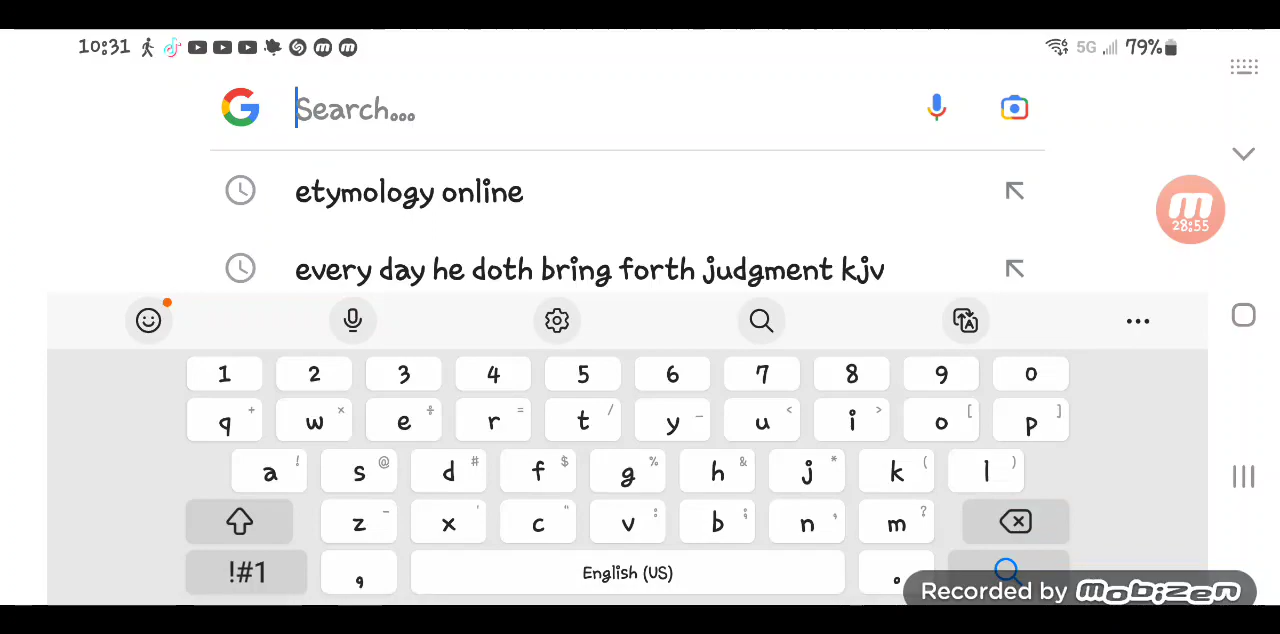 10:31 5G 79%
Search...
28:55
etymology online
every day he doth bring forth judgment kjv
1 2 3 4 5 6 7 8 9 0
q + w × e ÷ r = t / y _ u < i > o [ p ]
a ! s @ d # f $ g % h & j * k ( l )
z - x ' c " v : b ; n , m ?
!#1 , English (US) .
Recorded by mobizen